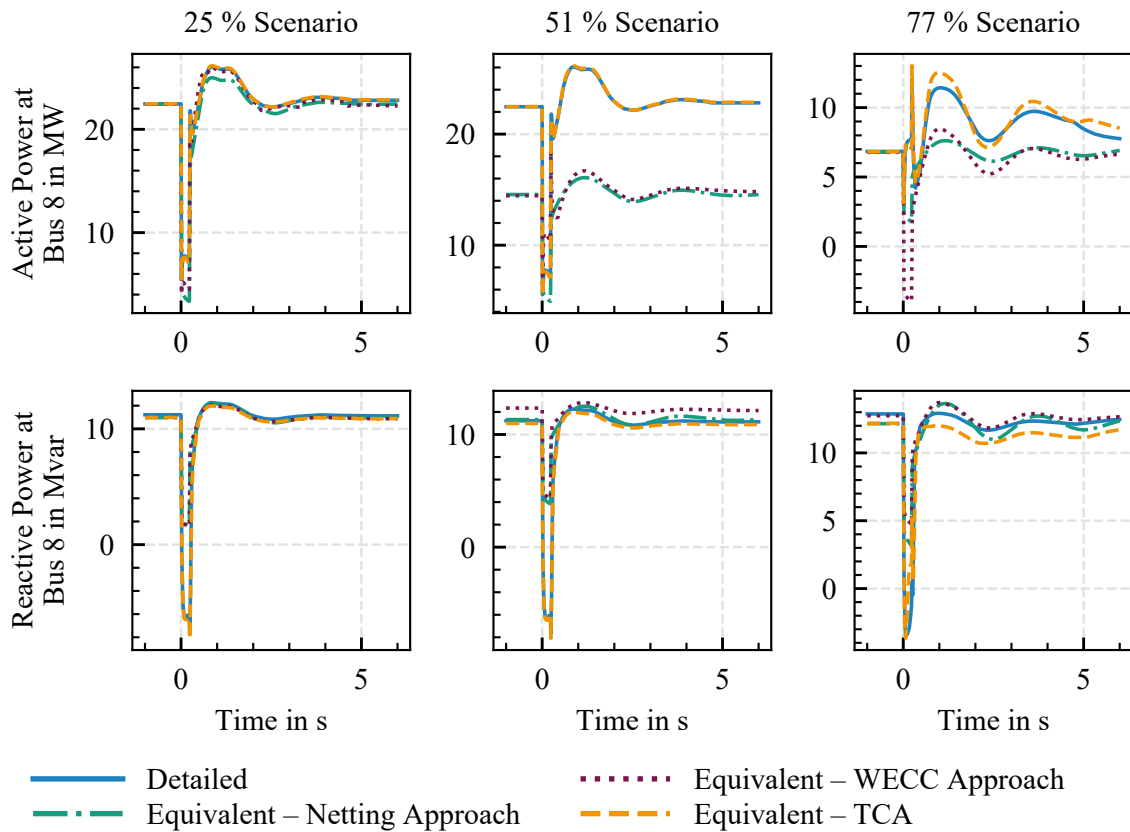 25 % Scenario
51 % Scenario
77 % Scenario
Active Power at
Bus 8 in MW
20
10
0
5
20
10
0
5
10
5
0
0
5
Reactive Power at
Bus 8 in Mvar
10
0
0
5
10
0
0
5
10
5
0
0
5
Time in s
Time in s
Time in s
Detailed
Equivalent – Netting Approach
Equivalent – WECC Approach
Equivalent – TCA